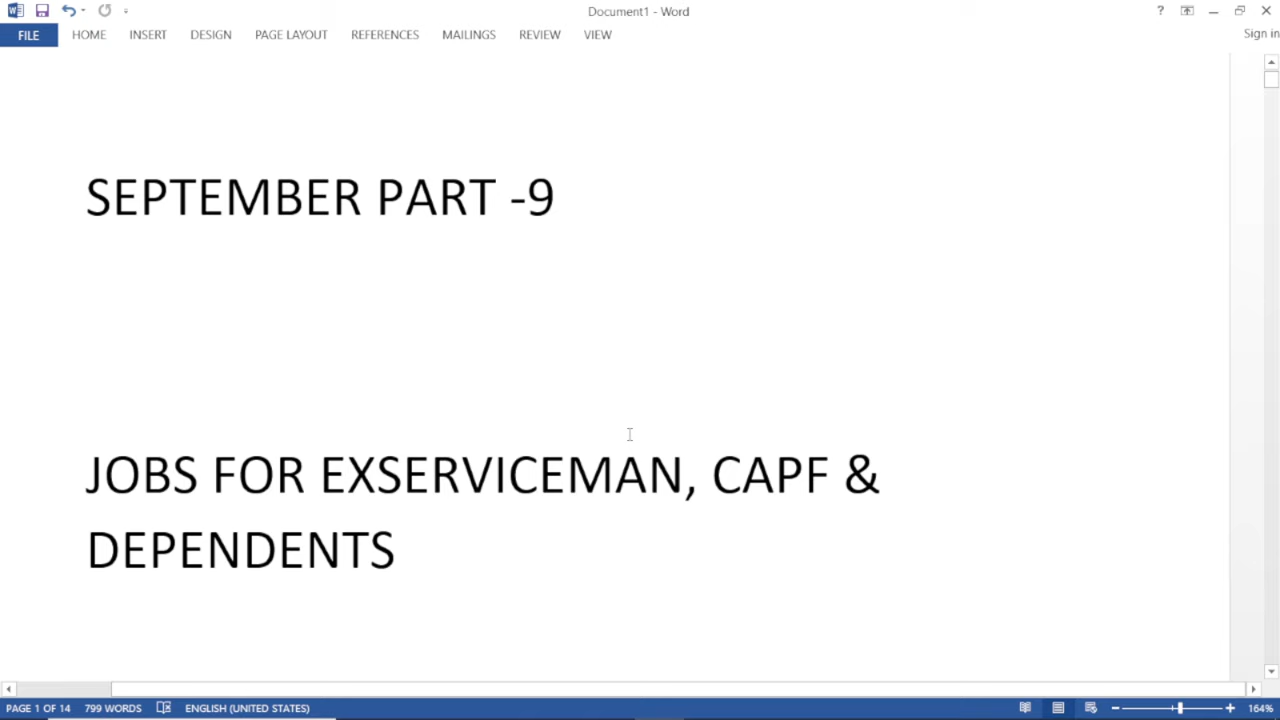 Document1 - Word
?
Sign in
FILE HOME INSERT DESIGN PAGE LAYOUT REFERENCES MAILINGS REVIEW VIEW
SEPTEMBER PART -9
JOBS FOR EXSERVICEMAN, CAPF &
DEPENDENTS
PAGE 1 OF 14 799 WORDS ENGLISH (UNITED STATES) 164%